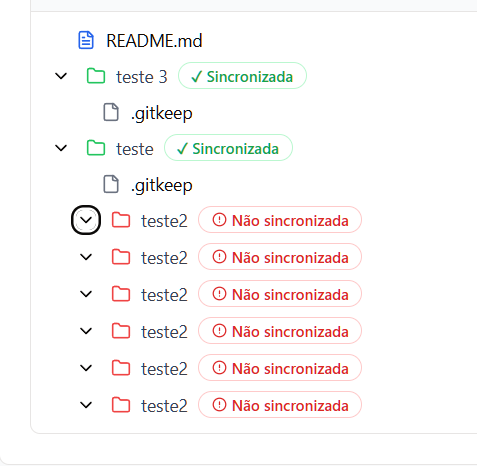 README.md
teste 3 ✓ Sincronizada
.gitkeep
teste ✓ Sincronizada
.gitkeep
teste2 Não sincronizada
teste2 Não sincronizada
teste2 Não sincronizada
teste2 Não sincronizada
teste2 Não sincronizada
teste2 Não sincronizada